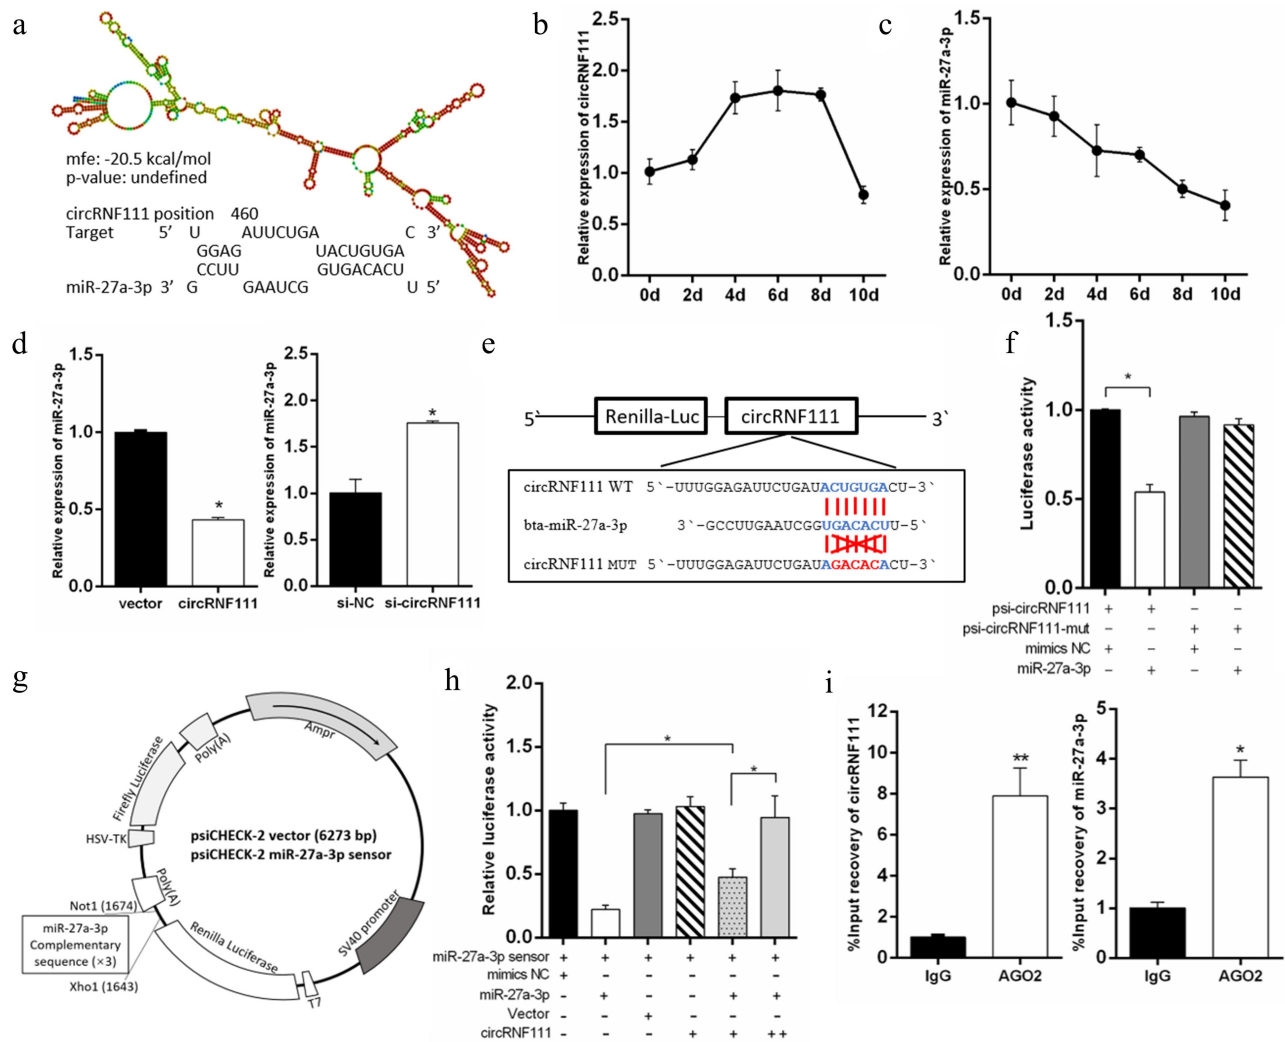 a
mfe: -20.5 kcal/mol
p-value: undefined
circRNF111 position 460
Target 5’ U AUUCUGA C 3’
GGAG UACUGUGA
CCUU GUGACACU
miR-27a-3p 3’ G GAAUCG U 5’
b
Relative expression of circRNF111
2.5
2.0
1.5
1.0
0.5
0.0
0d 2d 4d 6d 8d 10d
c
Relative expression of miR-27a-3p
1.5
1.0
0.5
0.0
0d 2d 4d 6d 8d 10d
d
Relative expression of miR-27a-3p
1.5
1.0
0.5
0.0
*
vector circRNF111
Relative expression of miR-27a-3p
2.5
2.0
1.5
1.0
0.5
0.0
*
si-NC si-circRNF111
e
5` Renilla-Luc circRNF111 3`
circRNF111 WT 5`-UUUGGAGAUUCUGAUACUGUGACU-3`
bta-miR-27a-3p 3`-GCCUUGAAUCGGUGACACUU-5`
circRNF111 MUT 5`-UUUGGAGAUUCUGAUAGACACACU-3`
f
Luciferase activity
1.5
1.0
0.5
0.0
*
psi-circRNF111 + + - -
psi-circRNF111-mut - - + +
mimics NC + - + -
miR-27a-3p - + - +
g
Ampr
Poly(A)
Firefly Luciferase
HSV-TK
Poly(A)
Not1 (1674)
miR-27a-3p
Complementary
sequence (×3)
Xho1 (1643)
Renilla Luciferase
T7
SV40 promoter
psiCHECK-2 vector (6273 bp)
psiCHECK-2 miR-27a-3p sensor
h
Relative luciferase activity
2.0
1.5
1.0
0.5
0.0
*
*
miR-27a-3p sensor + + + + + +
mimics NC + - - - - -
miR-27a-3p - + - - + +
Vector - - + - - -
circRNF111 - - - + + ++
i
%Input recovery of circRNF111
12
10
8
6
4
2
0
**
IgG AGO2
%Input recovery of miR-27a-3p
5
4
3
2
1
0
*
IgG AGO2